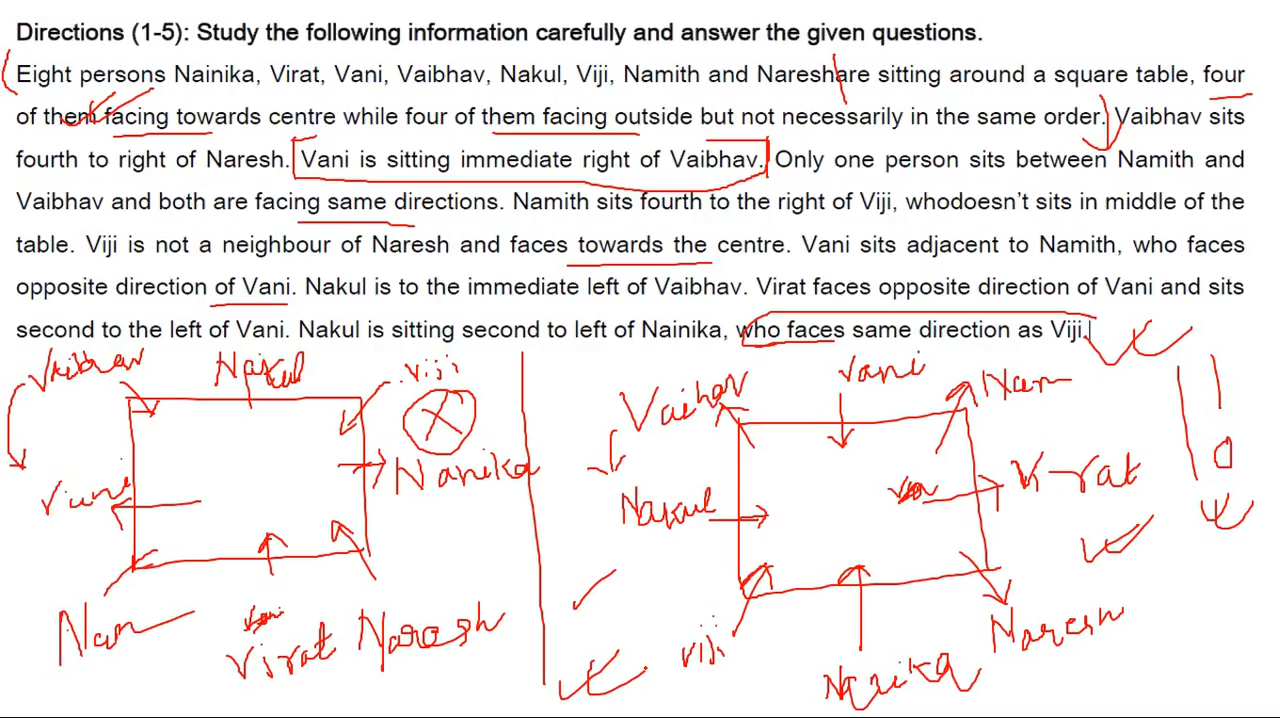 Directions (1-5): Study the following information carefully and answer the given questions.
Eight persons Nainika, Virat, Vani, Vaibhav, Nakul, Viji, Namith and Naresh are sitting around a square table, four
of them facing towards centre while four of them facing outside but not necessarily in the same order. Vaibhav sits
fourth to right of Naresh. Vani is sitting immediate right of Vaibhav. Only one person sits between Namith and
Vaibhav and both are facing same directions. Namith sits fourth to the right of Viji, whodoesn't sits in middle of the
table. Viji is not a neighbour of Naresh and faces towards the centre. Vani sits adjacent to Namith, who faces
opposite direction of Vani. Nakul is to the immediate left of Vaibhav. Virat faces opposite direction of Vani and sits
second to the left of Vani. Nakul is sitting second to left of Nainika, who faces same direction as Viji.
Vaibhav Nakul Viji
Vani Nanika
Nam Virat Naresh
Vaibhav Vani Nam
Nakul
Viji Naresh